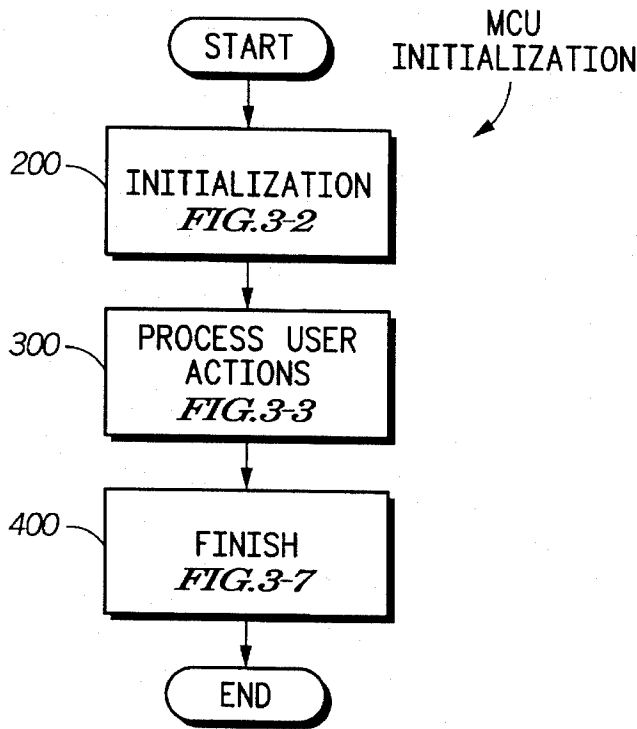 START
MCU
INITIALIZATION
200
INITIALIZATION
FIG.3-2
300
PROCESS USER
ACTIONS
FIG.3-3
400
FINISH
FIG.3-7
END